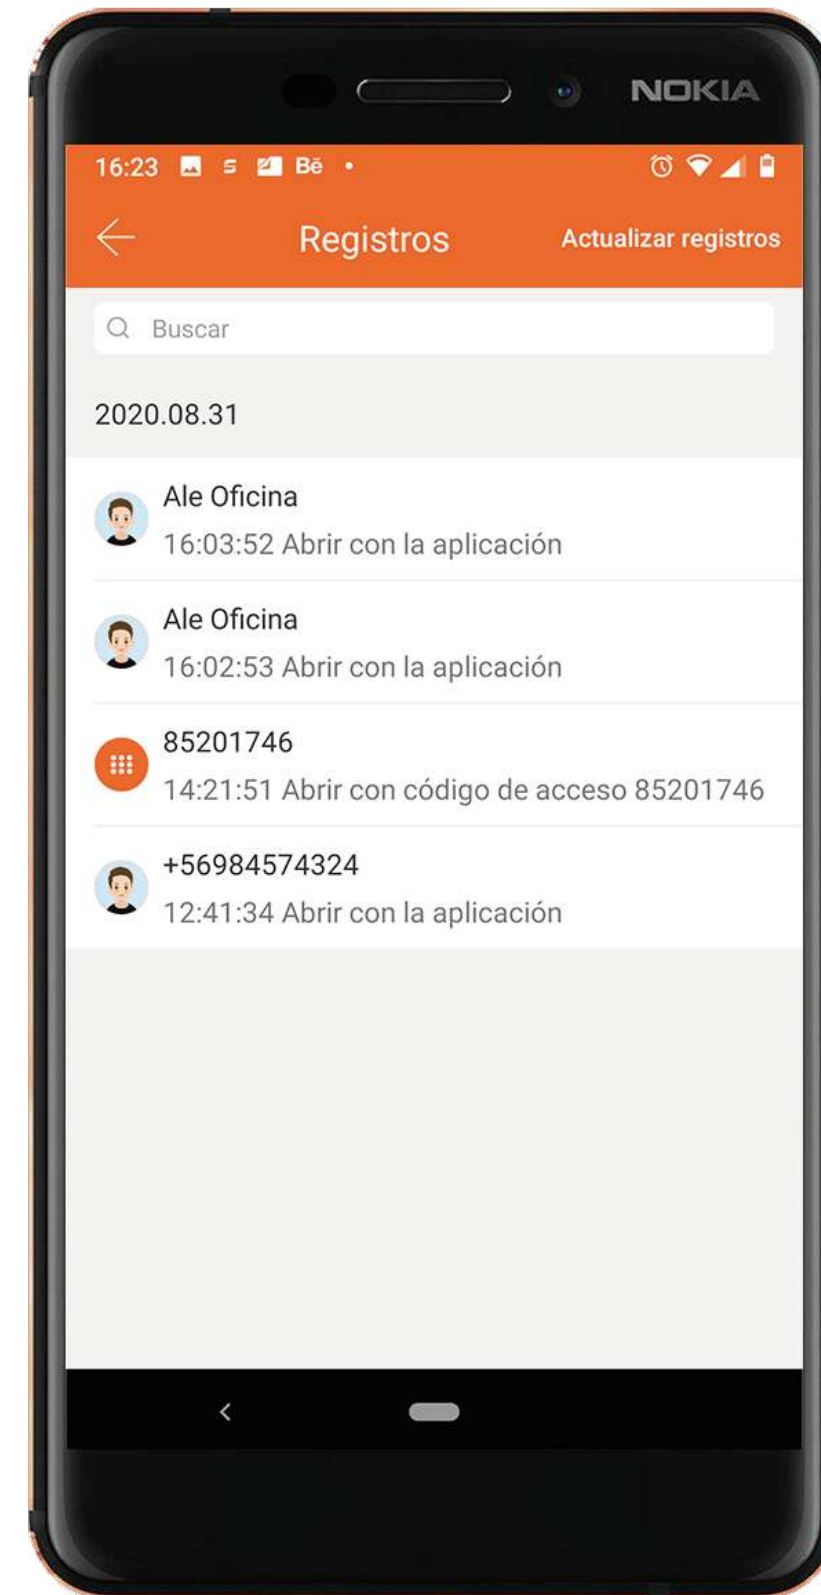 NOKIA
16:23 Bē
Registros Actualizar registros
Buscar
2020.08.31
Ale Oficina
16:03:52 Abrir con la aplicación
Ale Oficina
16:02:53 Abrir con la aplicación
85201746
14:21:51 Abrir con código de acceso 85201746
+56984574324
12:41:34 Abrir con la aplicación